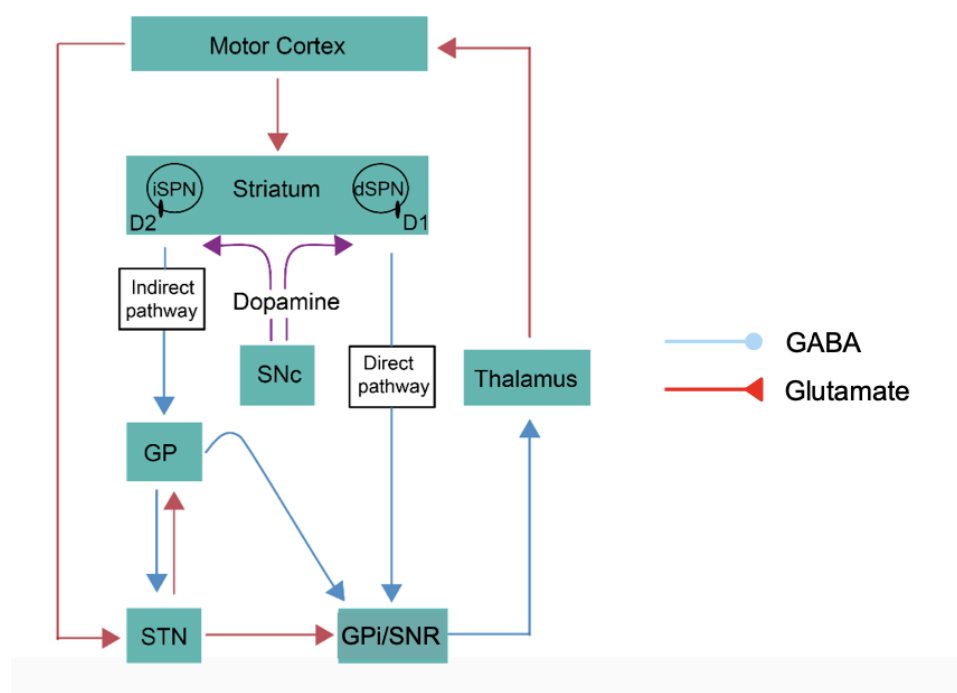 Motor Cortex
iSPN
Striatum
dSPN
D2
D1
Indirect
pathway
Dopamine
SNc
Direct
pathway
Thalamus
GABA
Glutamate
GP
STN
GPi/SNR